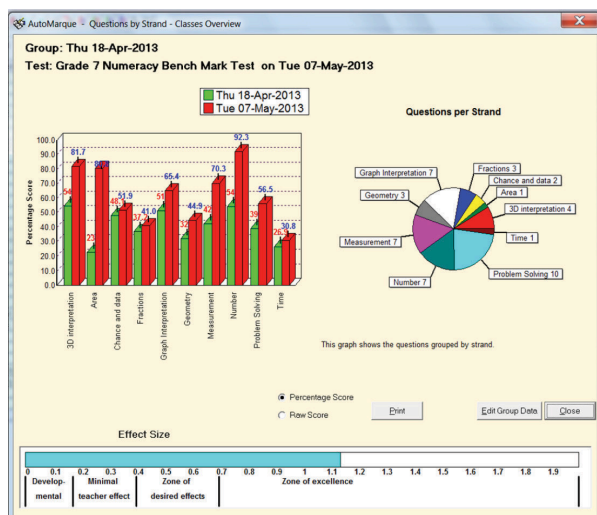 AutoMarque - Questions by Strand - Classes Overview
Group: Thu 18-Apr-2013
Test: Grade 7 Numeracy Bench Mark Test on Tue 07-May-2013
Thu 18-Apr-2013
Tue 07-May-2013
Questions per Strand
Percentage Score
100.0
90.0
80.0
70.0
60.0
50.0
40.0
30.0
20.0
10.0
0.0
81.7
51.9
41.0
65.4
44.9
70.3
92.3
56.5
30.8
3D interpretation
Area
Chance and data
Fractions
Graph Interpretation
Geometry
Measurement
Number
Problem Solving
Time
Graph Interpretation 7
Fractions 3
Chance and data 2
Geometry 3
Area 1
3D interpretation 4
Measurement 7
Time 1
Number 7
Problem Solving 10
This graph shows the questions grouped by strand.
Percentage Score
Raw Score
Print
Edit Group Data
Close
Effect Size
0 0.1 0.2 0.3 0.4 0.5 0.6 0.7 0.8 0.9 1 1.1 1.2 1.3 1.4 1.5 1.6 1.7 1.8 1.9
Develop-
mental
Minimal
teacher effect
Zone of
desired effects
Zone of excellence